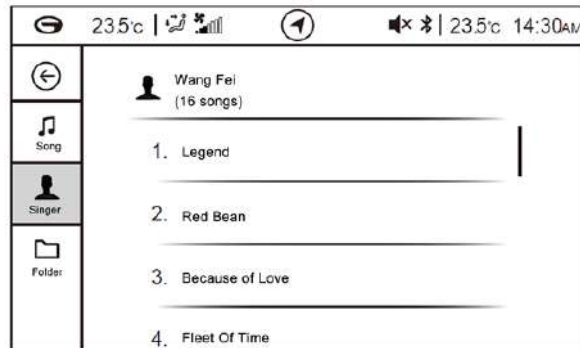 23.5℃
23.5℃ 14:30AM
Wang Fei
(16 songs)
Song
1. Legend
Singer
2. Red Bean
Folder
3. Because of Love
4. Fleet Of Time